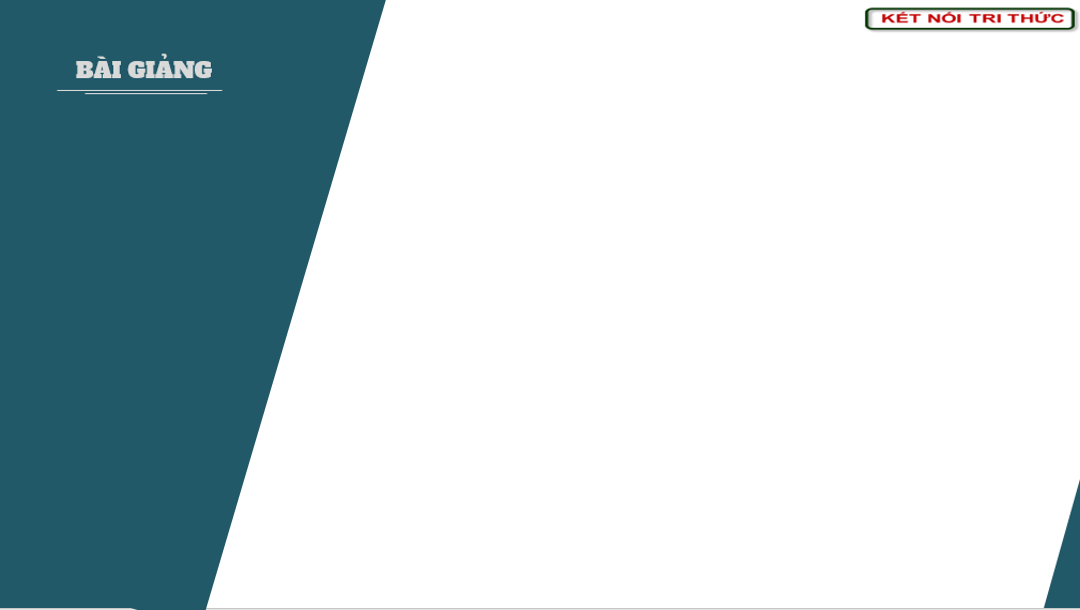 KẾT NỐI TRI THỨC
BÀI GIẢNG